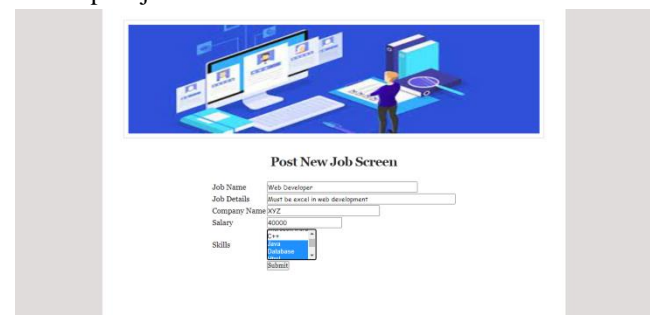 Post New Job Screen
Job Name Web Developer
Job Details Must be excel in web development
Company Name XYZ
Salary 40000
Skills
C++
Java
Database
Submit